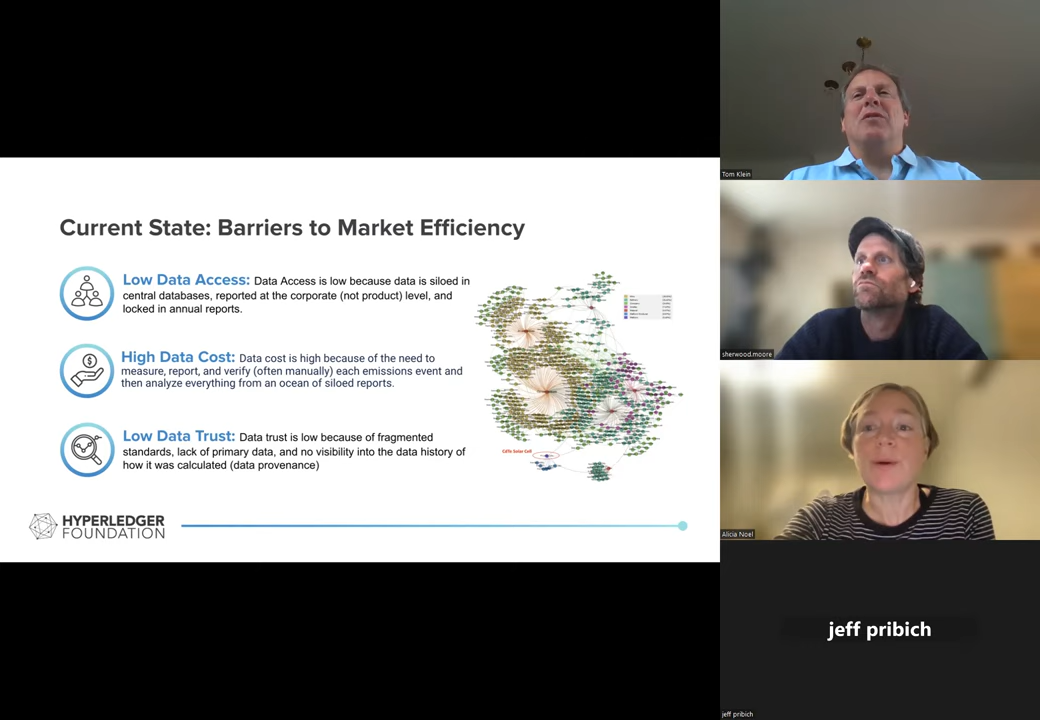 Current State: Barriers to Market Efficiency
Low Data Access: Data Access is low because data is siloed in
central databases, reported at the corporate (not product) level, and
locked in annual reports.
High Data Cost: Data cost is high because of the need to
measure, report, and verify (often manually) each emissions event and
then analyze everything from an ocean of siloed reports.
Low Data Trust: Data trust is low because of fragmented
standards, lack of primary data, and no visibility into the data history of
how it was calculated (data provenance)
CdTe Solar Cell
HYPERLEDGER
FOUNDATION
Tom Klein
sherwood.moore
Alicia Noel
jeff pribich
jeff pribich